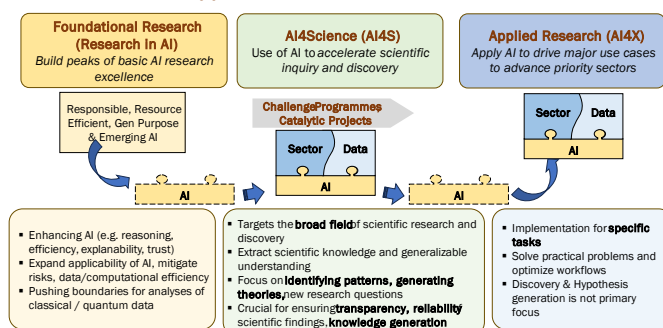 Foundational Research
(Research in AI)
Build peaks of basic AI research
excellence
AI4Science (AI4S)
Use of AI to accelerate scientific
inquiry and discovery
Applied Research (AI4X)
Apply AI to drive major use cases
to advance priority sectors
Responsible, Resource
Efficient, Gen Purpose
& Emerging AI
ChallengeProgrammes,
Catalytic Projects
Sector Data
AI
Sector Data
AI
AI
AI
▪ Enhancing AI (e.g. reasoning,
efficiency, explanability, trust)
▪ Expand applicability of AI, mitigate
risks, data/computational efficiency
▪ Pushing boundaries for analyses of
classical / quantum data
▪ Targets the broad field of scientific research and
discovery
▪ Extract scientific knowledge and generalizable
understanding
▪ Focus on identifying patterns, generating
theories, new research questions
▪ Crucial for ensuring transparency, reliability
scientific findings, knowledge generation
▪ Implementation for specific
tasks
▪ Solve practical problems and
optimize workflows
▪ Discovery & Hypothesis
generation is not primary
focus